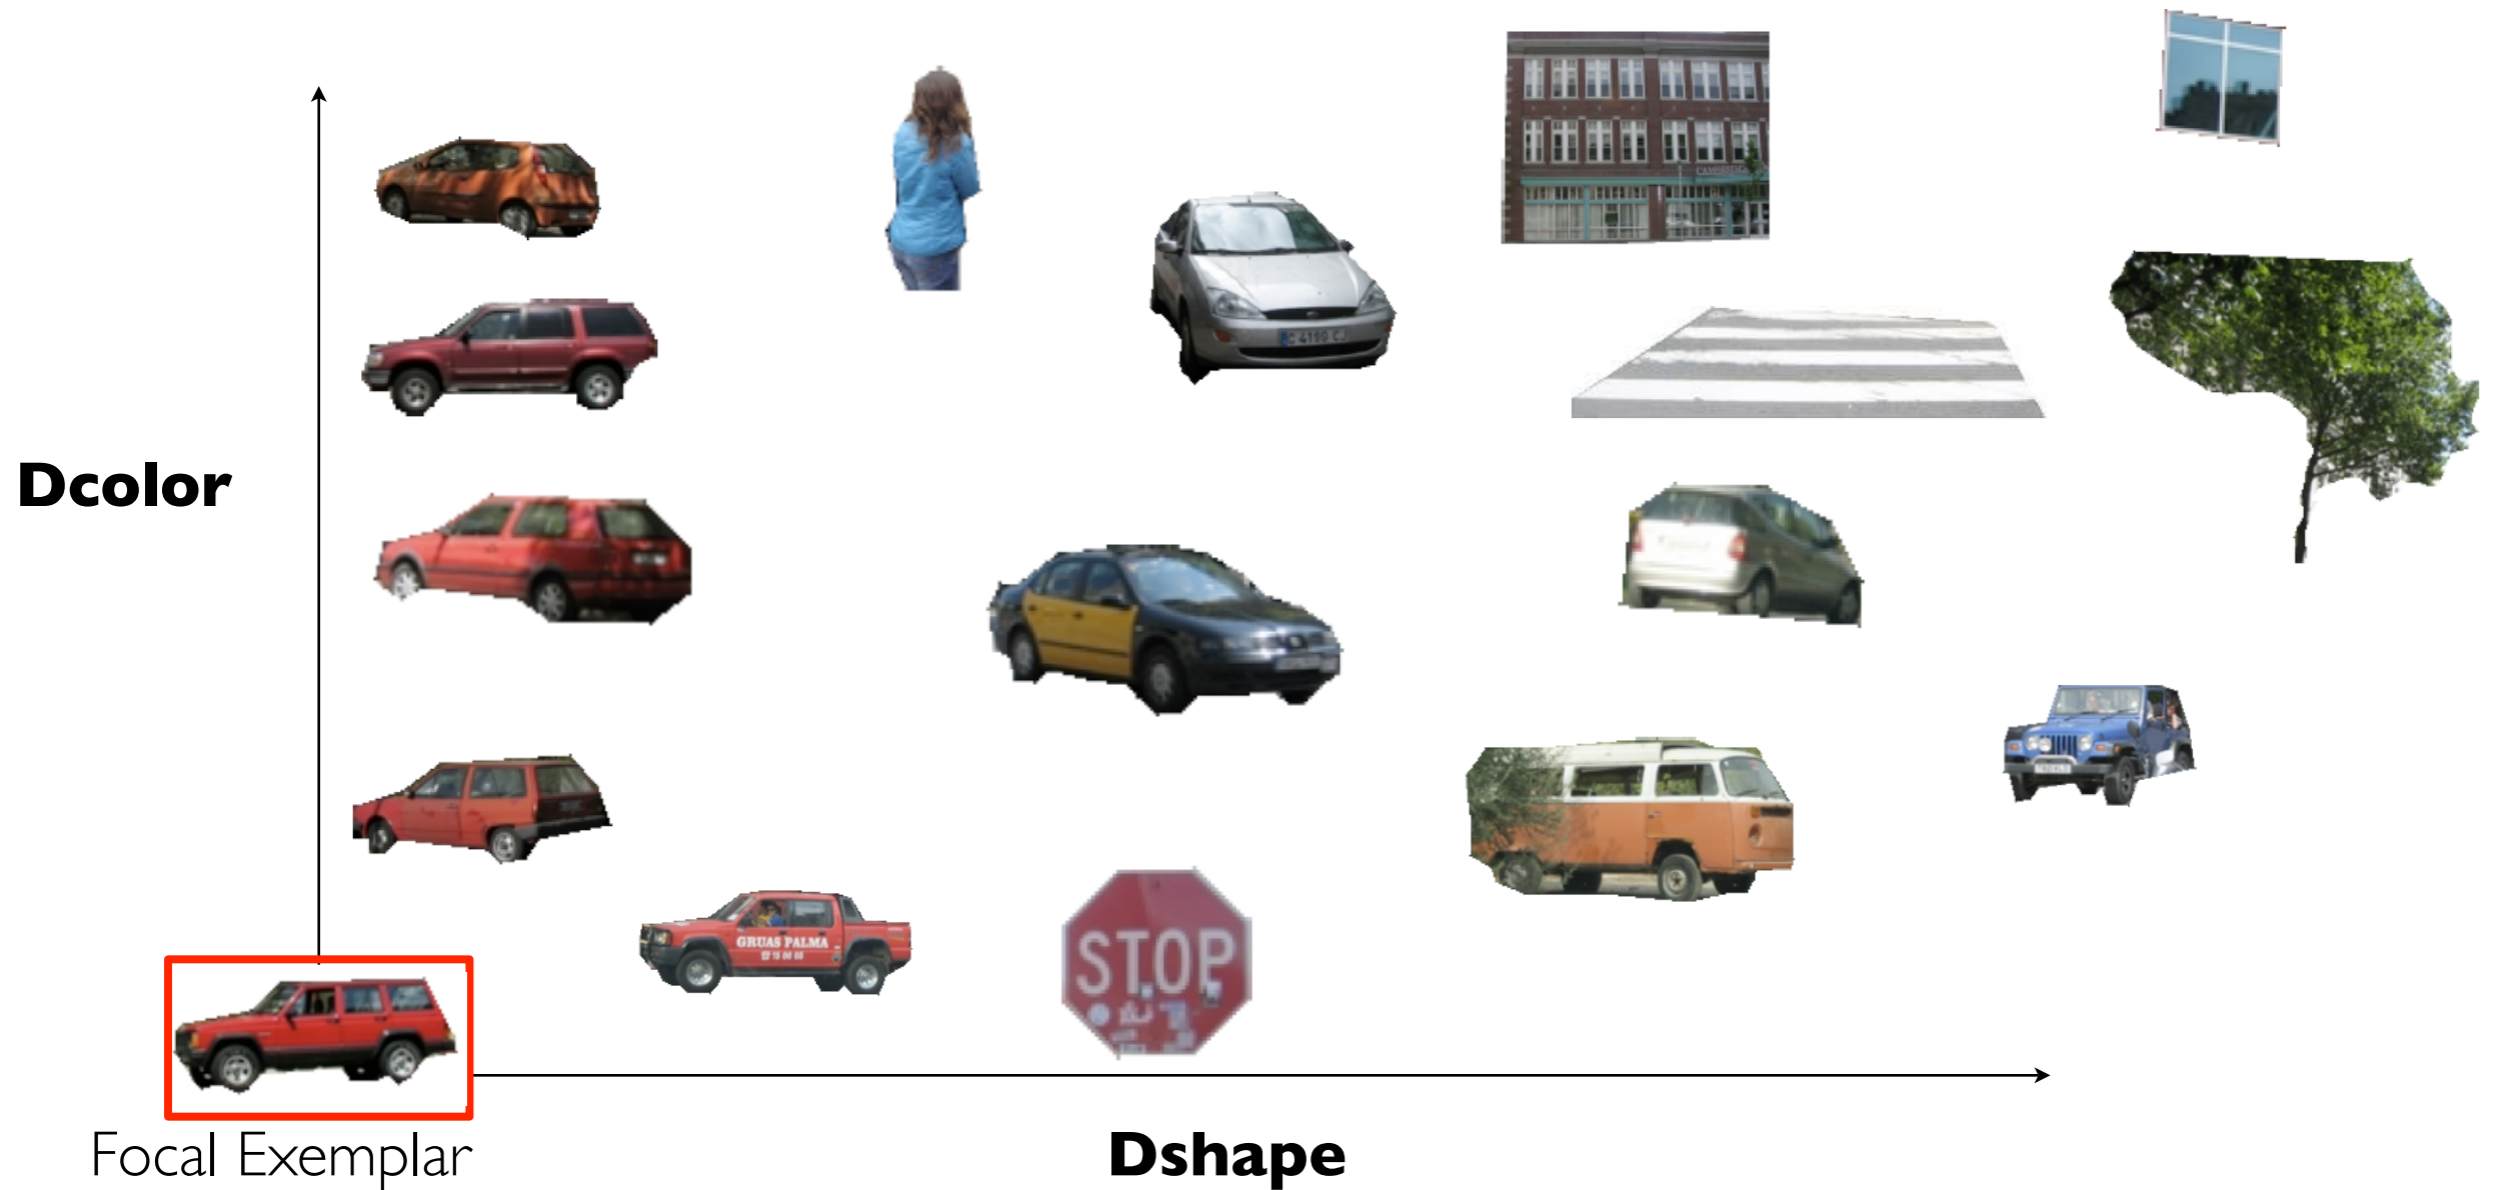 Dcolor
GRUAS PALMA
STOP
Focal Exemplar
Dshape